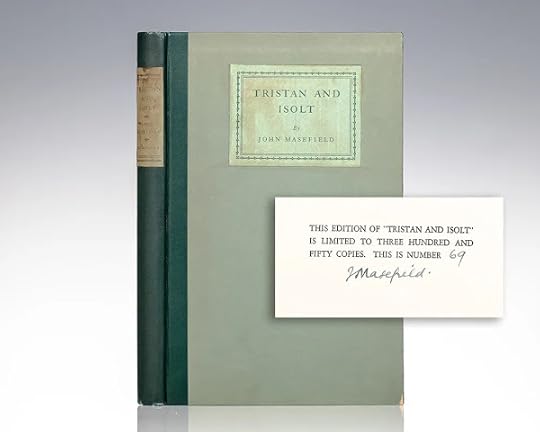 TRISTAN AND
ISOLT
By
JOHN MASEFIELD
THIS EDITION OF "TRISTAN AND ISOLT"
IS LIMITED TO THREE HUNDRED AND
FIFTY COPIES. THIS IS NUMBER 69
J Masefield.